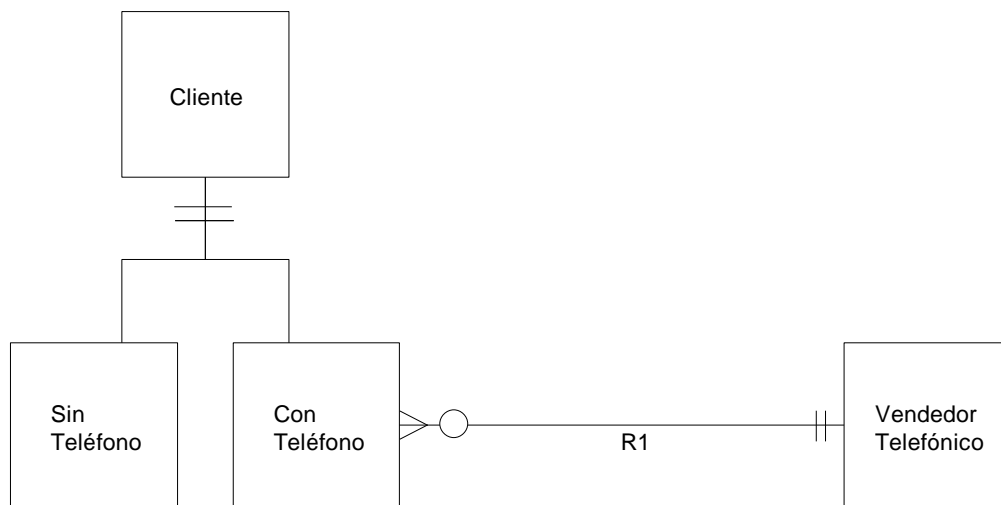 Cliente
Sin
Teléfono
Con
Teléfono
R1
Vendedor
Telefónico